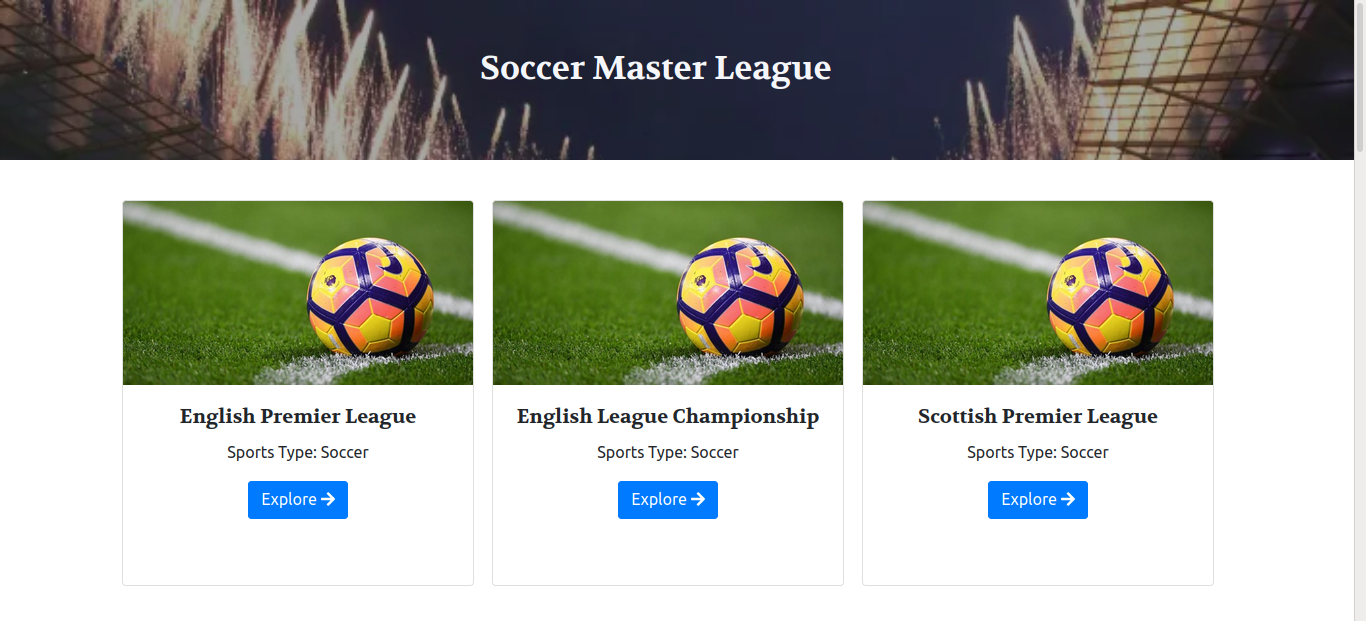 Soccer Master League
English Premier League
Sports Type: Soccer
Explore
English League Championship
Sports Type: Soccer
Explore
Scottish Premier League
Sports Type: Soccer
Explore